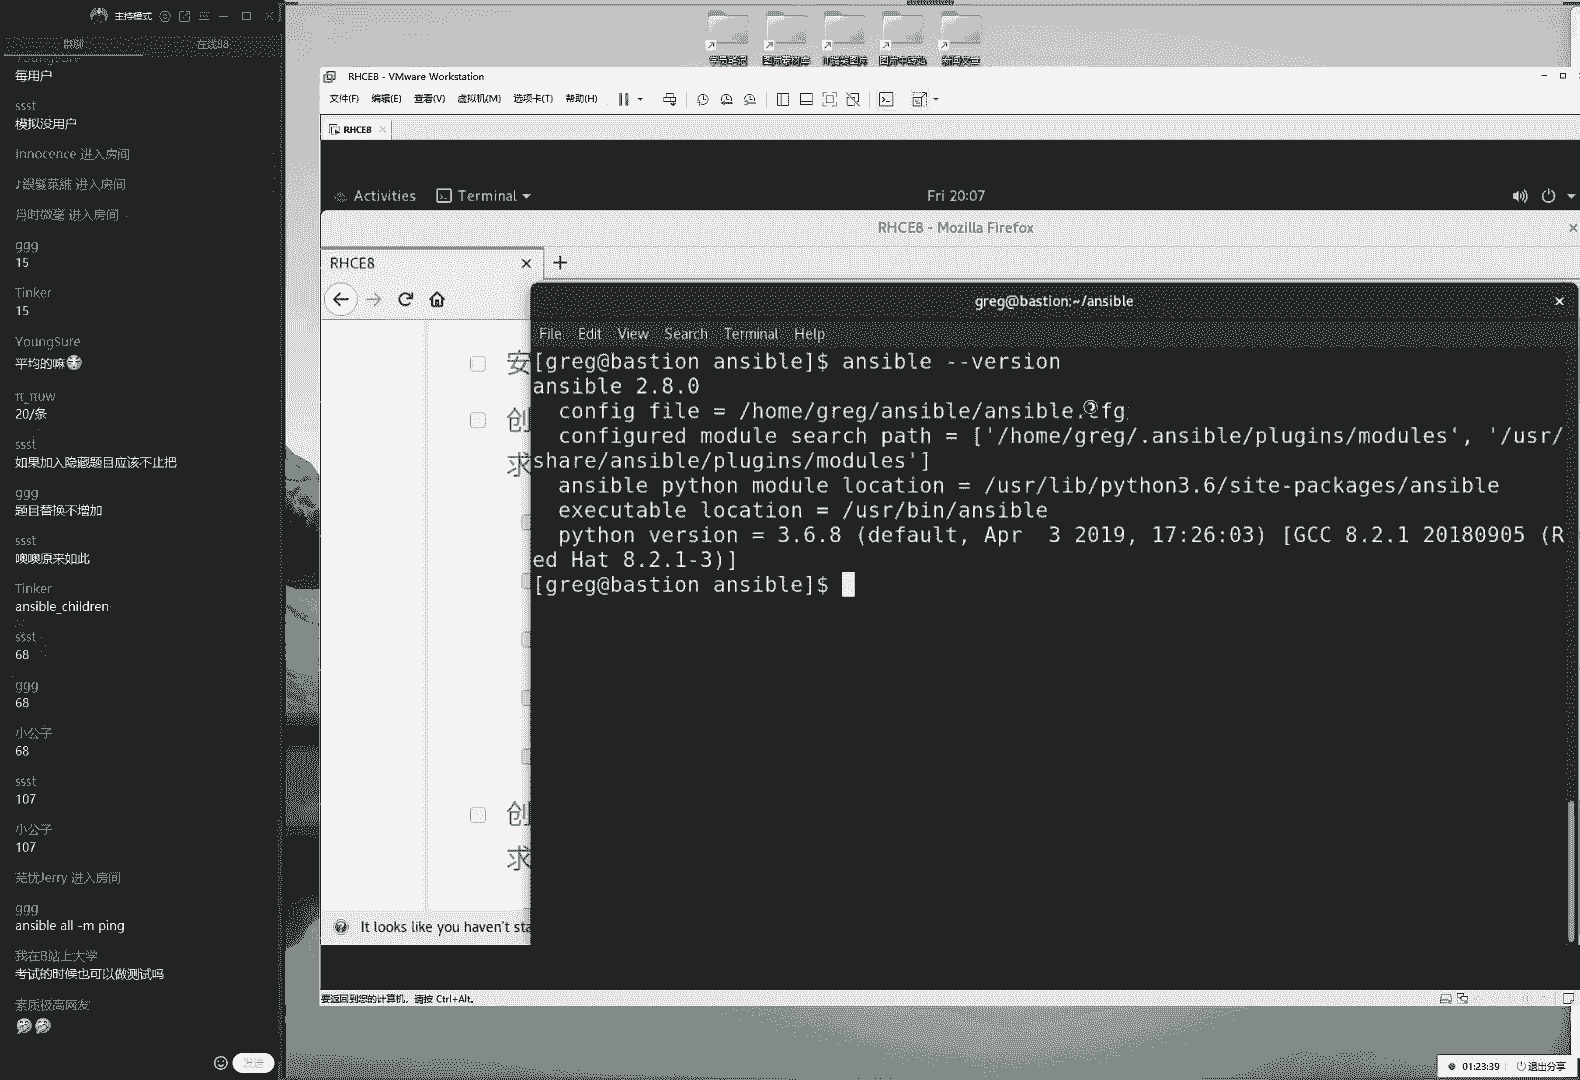 主持模式
在线88
YoungSure
每用户
ssst
模拟没用户
Innocence 进入房间
进入房间
进入房间
ggg
15
Tinker
15
YoungSure
平均的嘛
20/条
ssst
如果加入隐藏题目应该不止把
ggg
题目替换不增加
ssst
噢噢原来如此
Tinker
ansible_children
ssst
68
ggg
68
小公子
68
ssst
107
小公子
107
芜忧Jerry 进入房间
ggg
ansible all -m ping
我在B站上大学
考试的时候也可以做测试吗
素质极高网友
发送
RHCE8 - VMware Workstation
文件(F) 编辑(E) 查看(V) 虚拟机(M) 选项卡(T) 帮助(H)
RHCE8
Activities Terminal Fri 20:07
RHCE8 - Mozilla Firefox
RHCE8
安
创
求
创
求
It looks like you haven't sta
greg@bastion:~/ansible
File Edit View Search Terminal Help
[greg@bastion ansible]$ ansible --version
ansible 2.8.0
config file = /home/greg/ansible/ansible.cfg
configured module search path = ['/home/greg/.ansible/plugins/modules', '/usr/
share/ansible/plugins/modules']
ansible python module location = /usr/lib/python3.6/site-packages/ansible
executable location = /usr/bin/ansible
python version = 3.6.8 (default, Apr  3 2019, 17:26:03) [GCC 8.2.1 20180905 (R
ed Hat 8.2.1-3)]
[greg@bastion ansible]$
要返回到您的计算机，请按 Ctrl+Alt。
01:23:39 退出分享